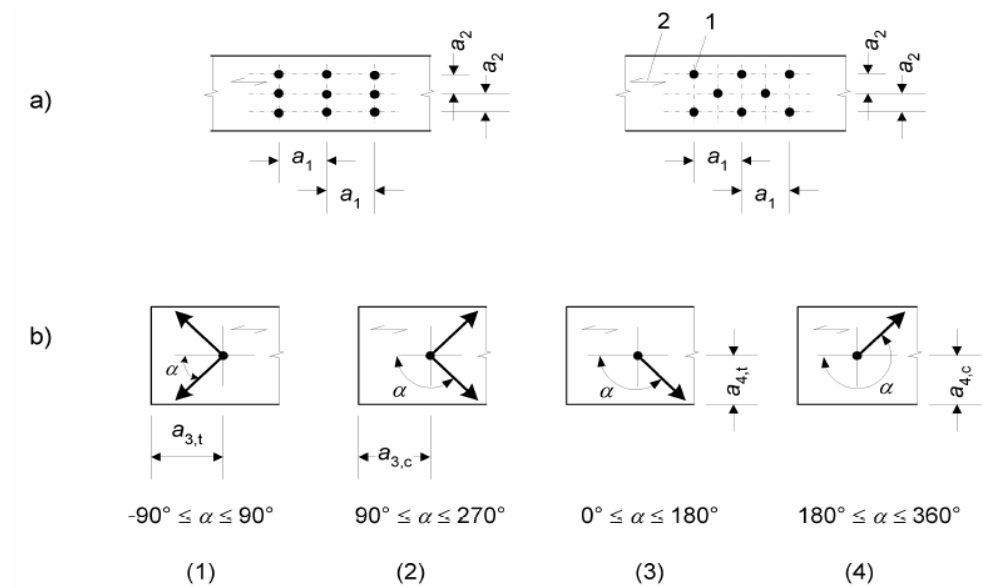 2 1
a2 a2 a2 a2
a)
a1 a1
a1 a1
b)
α α α α
a4,t a4,c
a3,t a3,c
-90° ≤ α ≤ 90° 90° ≤ α ≤ 270° 0° ≤ α ≤ 180° 180° ≤ α ≤ 360°
(1) (2) (3) (4)